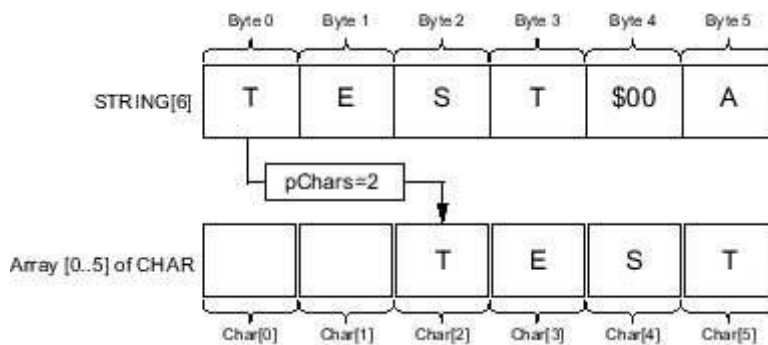 Byte 0 Byte 1 Byte 2 Byte 3 Byte 4 Byte 5
STRING[6] T E S T $00 A
pChars=2
Array [0..5] of CHAR T E S T
Char[0] Char[1] Char[2] Char[3] Char[4] Char[5]